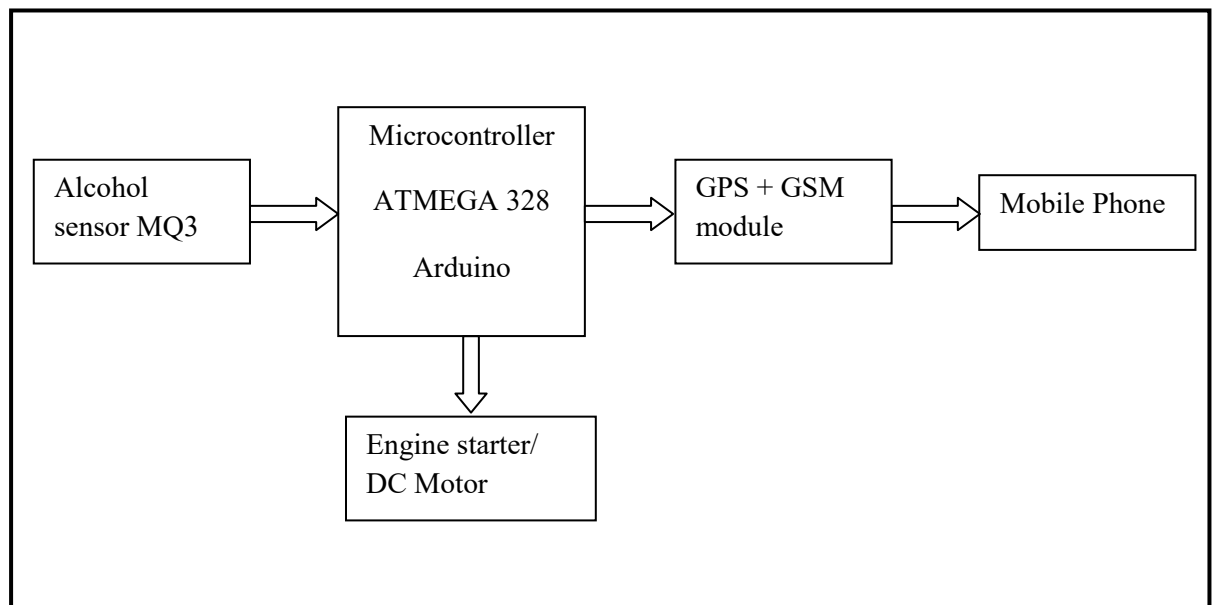 Alcohol
sensor MQ3
Microcontroller
ATMEGA 328
Arduino
GPS + GSM
module
Mobile Phone
Engine starter/
DC Motor